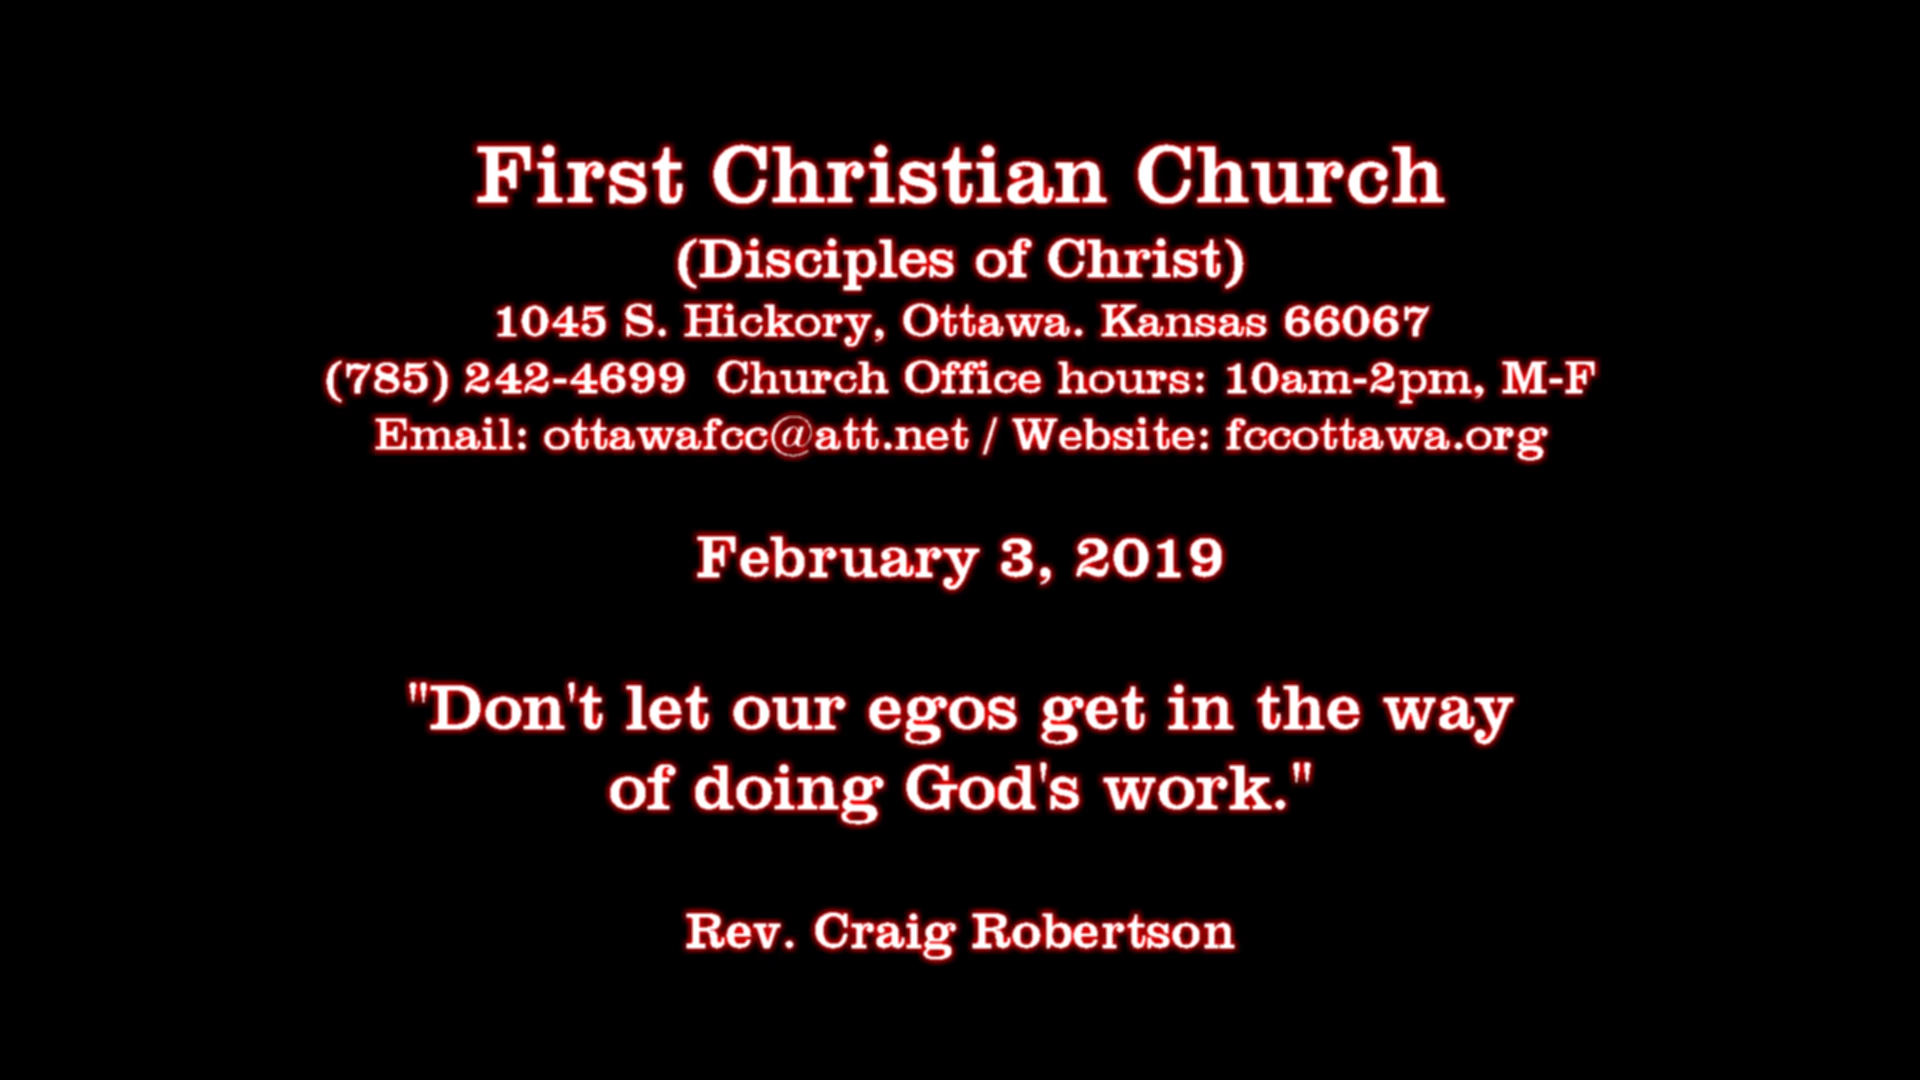 First Christian Church
(Disciples of Christ)
1045 S. Hickory, Ottawa. Kansas 66067
(785) 242-4699  Church Office hours: 10am-2pm, M-F
Email: ottawafcc@att.net / Website: fccottawa.org
February 3, 2019
"Don't let our egos get in the way
of doing God's work."
Rev. Craig Robertson